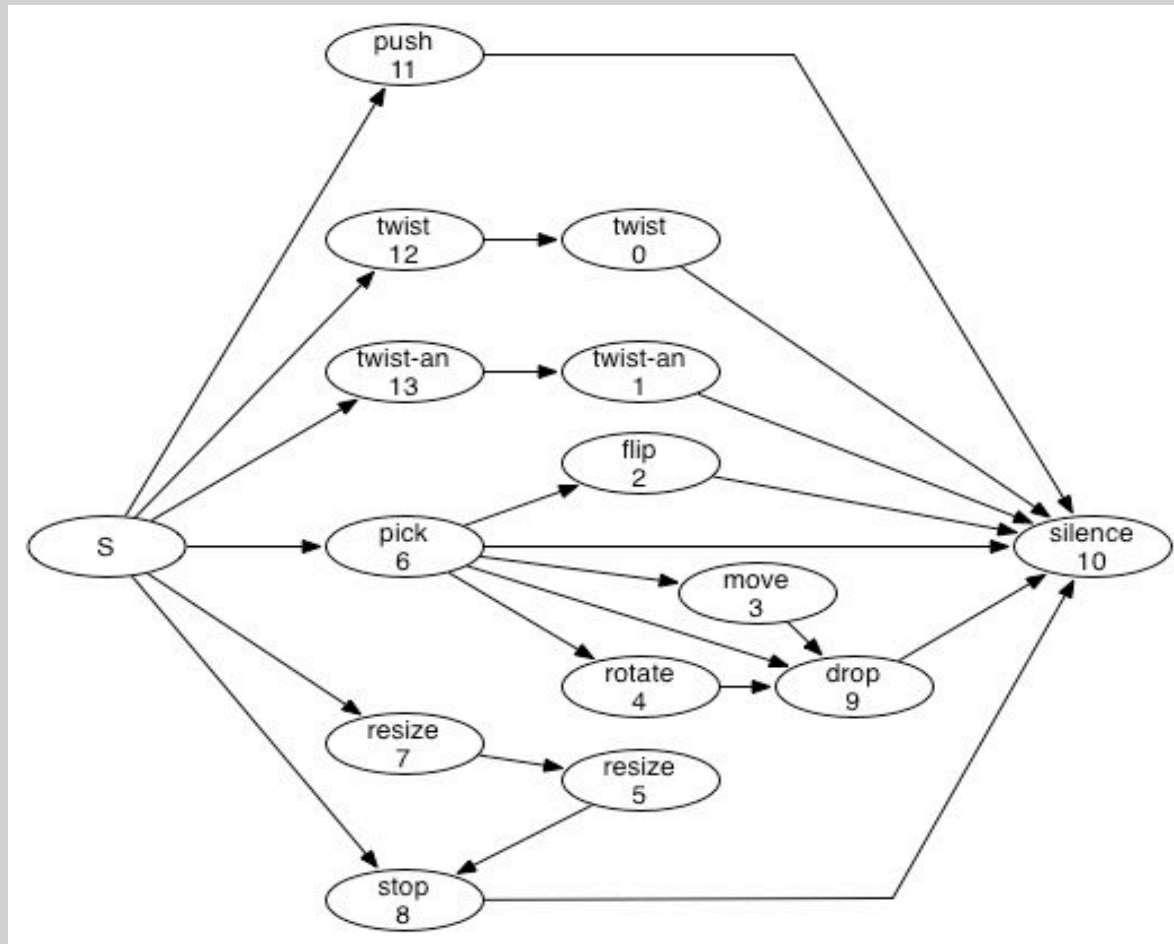 push
11
twist
12
twist
0
twist-an
13
twist-an
1
flip
2
S
pick
6
silence
10
move
3
rotate
4
drop
9
resize
7
resize
5
stop
8